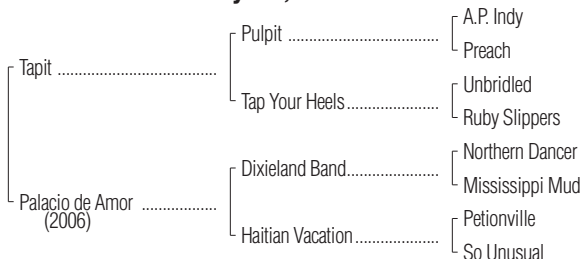 A.P. Indy
Pulpit ........................................
Preach
Tapit ..........................................
Unbridled
Tap Your Heels........................
Ruby Slippers
Northern Dancer
Dixieland Band........................
Mississippi Mud
Palacio de Amor ....................
(2006)
Petionville
Haitian Vacation......................
So Unusual